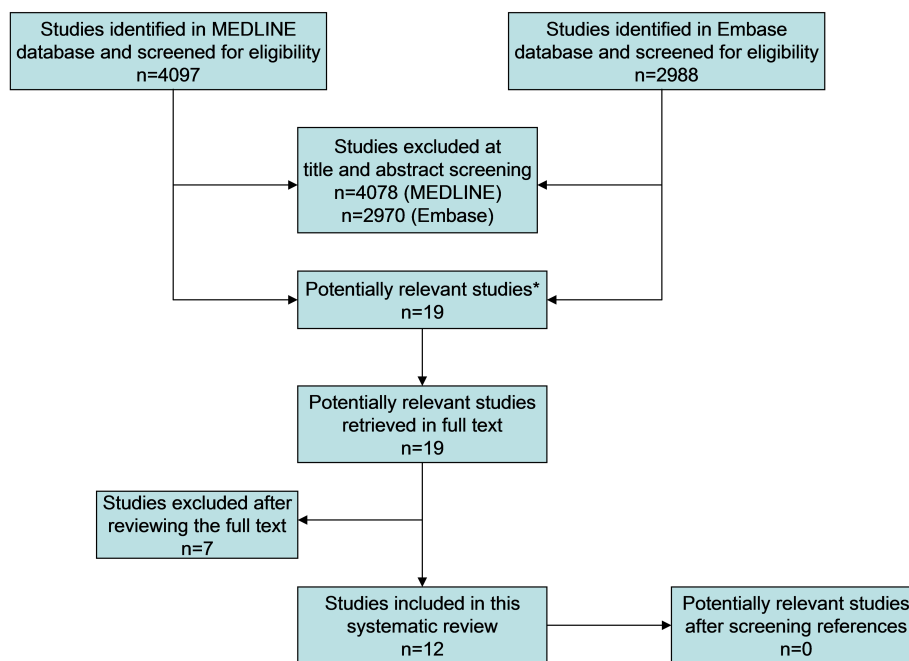 Studies identified in MEDLINE
database and screened for eligibility
n=4097
Studies identified in Embase
database and screened for eligibility
n=2988
Studies excluded at
title and abstract screening
n=4078 (MEDLINE)
n=2970 (Embase)
Potentially relevant studies*
n=19
Potentially relevant studies
retrieved in full text
n=19
Studies excluded after
reviewing the full text
n=7
Studies included in this
systematic review
n=12
Potentially relevant studies
after screening references
n=0